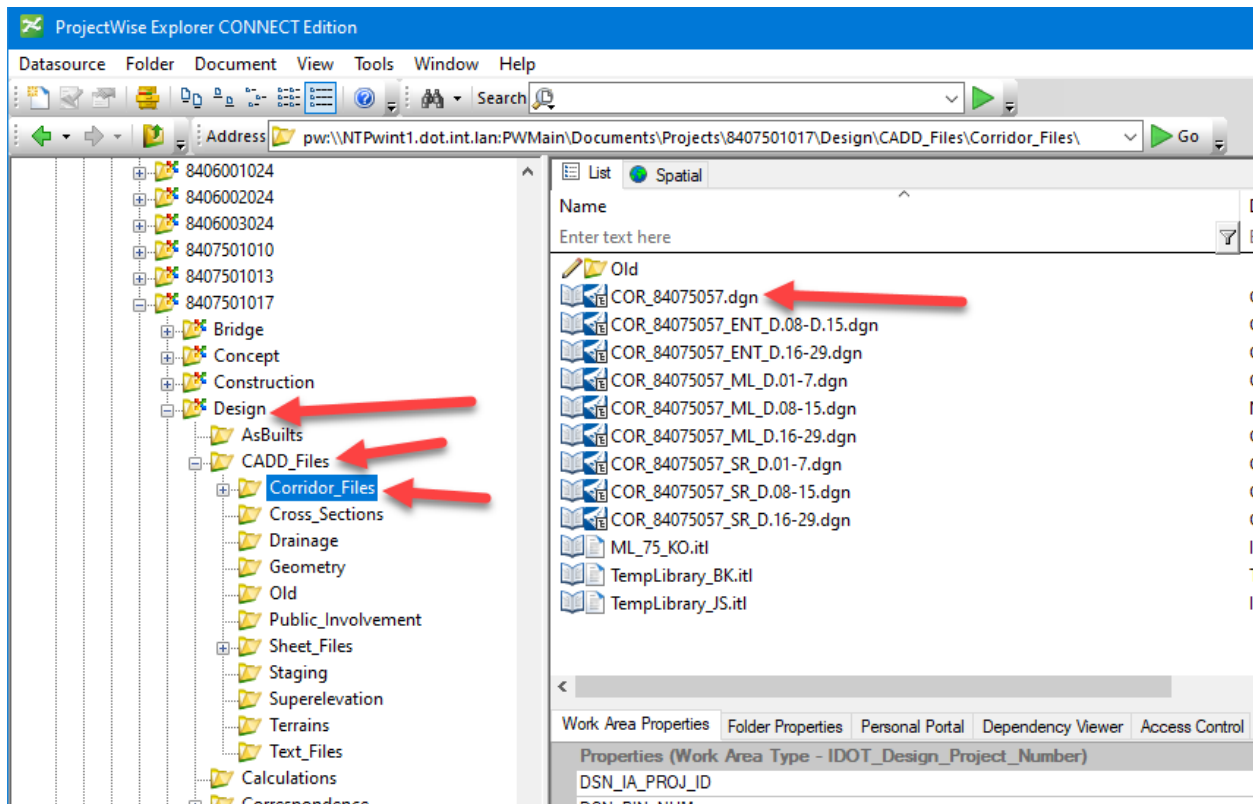 ProjectWise Explorer CONNECT Edition
Datasource Folder Document View Tools Window Help
Search
Address pw:\\NTPwint1.dot.int.lan:PWMain\Documents\Projects\8407501017\Design\CADD_Files\Corridor_Files\ Go
8406001024
8406002024
8406003024
8407501010
8407501013
8407501017
Bridge
Concept
Construction
Design
AsBuilts
CADD_Files
Corridor_Files
Cross_Sections
Drainage
Geometry
Old
Public_Involvement
Sheet_Files
Staging
Superelevation
Terrains
Text_Files
Calculations
Correspondence
List Spatial
Name
Enter text here
Old
COR_84075057.dgn
COR_84075057_ENT_D.08-D.15.dgn
COR_84075057_ENT_D.16-29.dgn
COR_84075057_ML_D.01-7.dgn
COR_84075057_ML_D.08-15.dgn
COR_84075057_ML_D.16-29.dgn
COR_84075057_SR_D.01-7.dgn
COR_84075057_SR_D.08-15.dgn
COR_84075057_SR_D.16-29.dgn
ML_75_KO.itl
TempLibrary_BK.itl
TempLibrary_JS.itl
Work Area Properties Folder Properties Personal Portal Dependency Viewer Access Control
Properties (Work Area Type - IDOT_Design_Project_Number)
DSN_IA_PROJ_ID